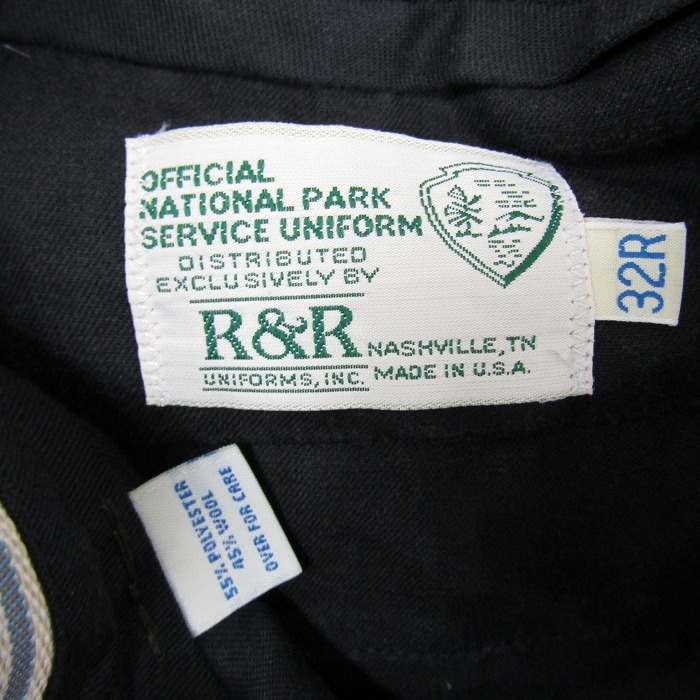 OFFICIAL
NATIONAL PARK
SERVICE UNIFORM
DISTRIBUTED
EXCLUSIVELY BY
R&R
UNIFORMS, INC.
NASHVILLE, TN
MADE IN U.S.A.
32R
55% POLYESTER
45% WOOL
OVER FOR CARE